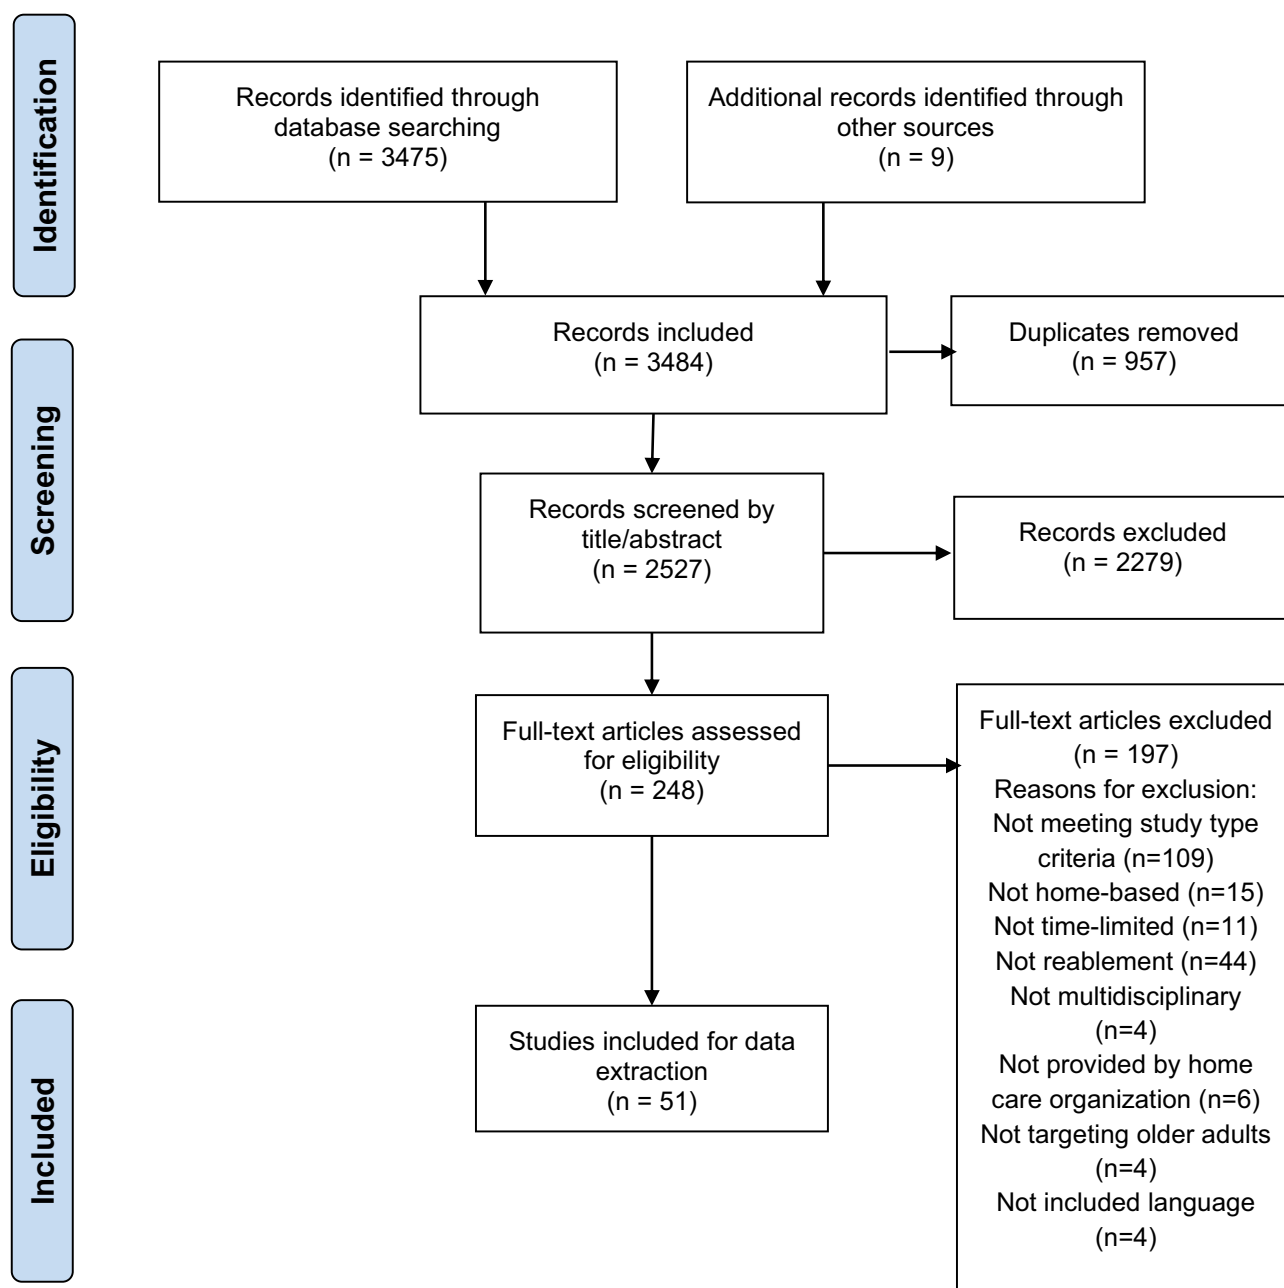 Identification
Records identified through
database searching
(n = 3475)
Additional records identified through
other sources
(n = 9)
Records included
(n = 3484)
Duplicates removed
(n = 957)
Screening
Records screened by
title/abstract
(n = 2527)
Records excluded
(n = 2279)
Eligibility
Full-text articles assessed
for eligibility
(n = 248)
Full-text articles excluded
(n = 197)
Reasons for exclusion:
Not meeting study type
criteria (n=109)
Not home-based (n=15)
Not time-limited (n=11)
Not reablement (n=44)
Not multidisciplinary
(n=4)
Not provided by home
care organization (n=6)
Not targeting older adults
(n=4)
Not included language
(n=4)
Included
Studies included for data
extraction
(n = 51)